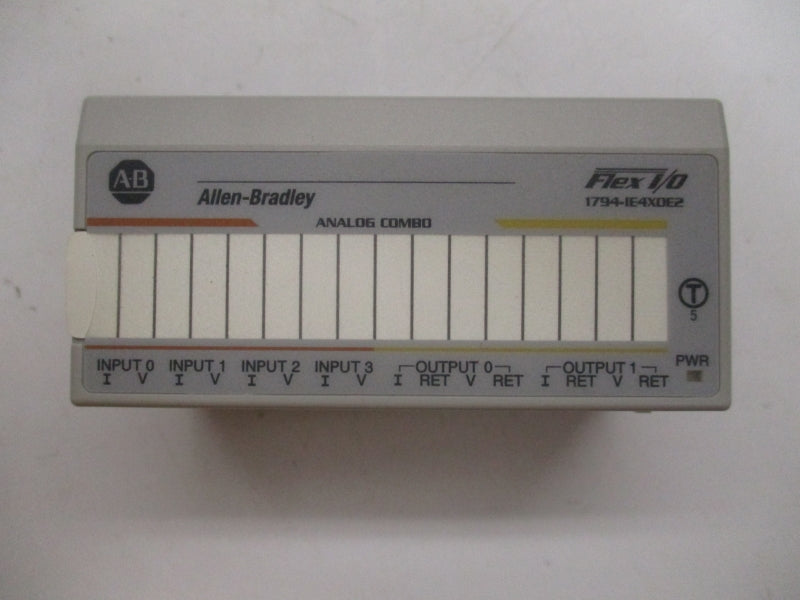 A-B
Allen-Bradley
Flex I/O
1794-IE4XOE2
ANALOG COMBO
T
5
PWR
INPUT 0 INPUT 1 INPUT 2 INPUT 3 OUTPUT 0 OUTPUT 1
I V I V I V I V I RET V RET I RET V RET